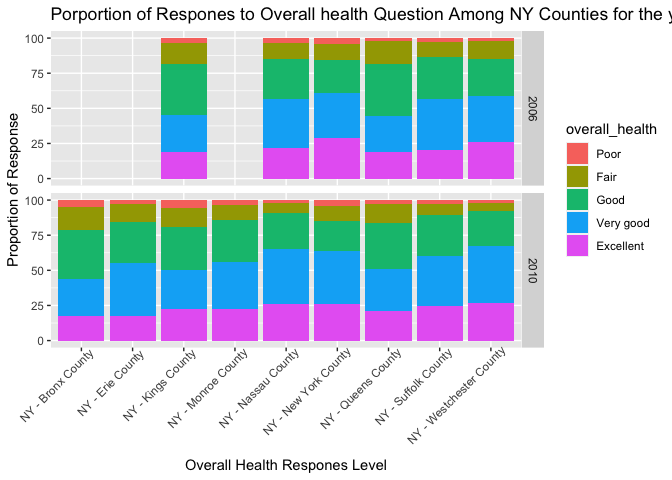 Porportion of Respones to Overall health Question Among NY Counties for the y
Proportion of Response
100
75
50
25
0
2006
100
75
50
25
0
2010
NY - Bronx County
NY - Erie County
NY - Kings County
NY - Monroe County
NY - Nassau County
NY - New York County
NY - Queens County
NY - Suffolk County
NY - Westchester County
Overall Health Respones Level
overall_health
Poor
Fair
Good
Very good
Excellent